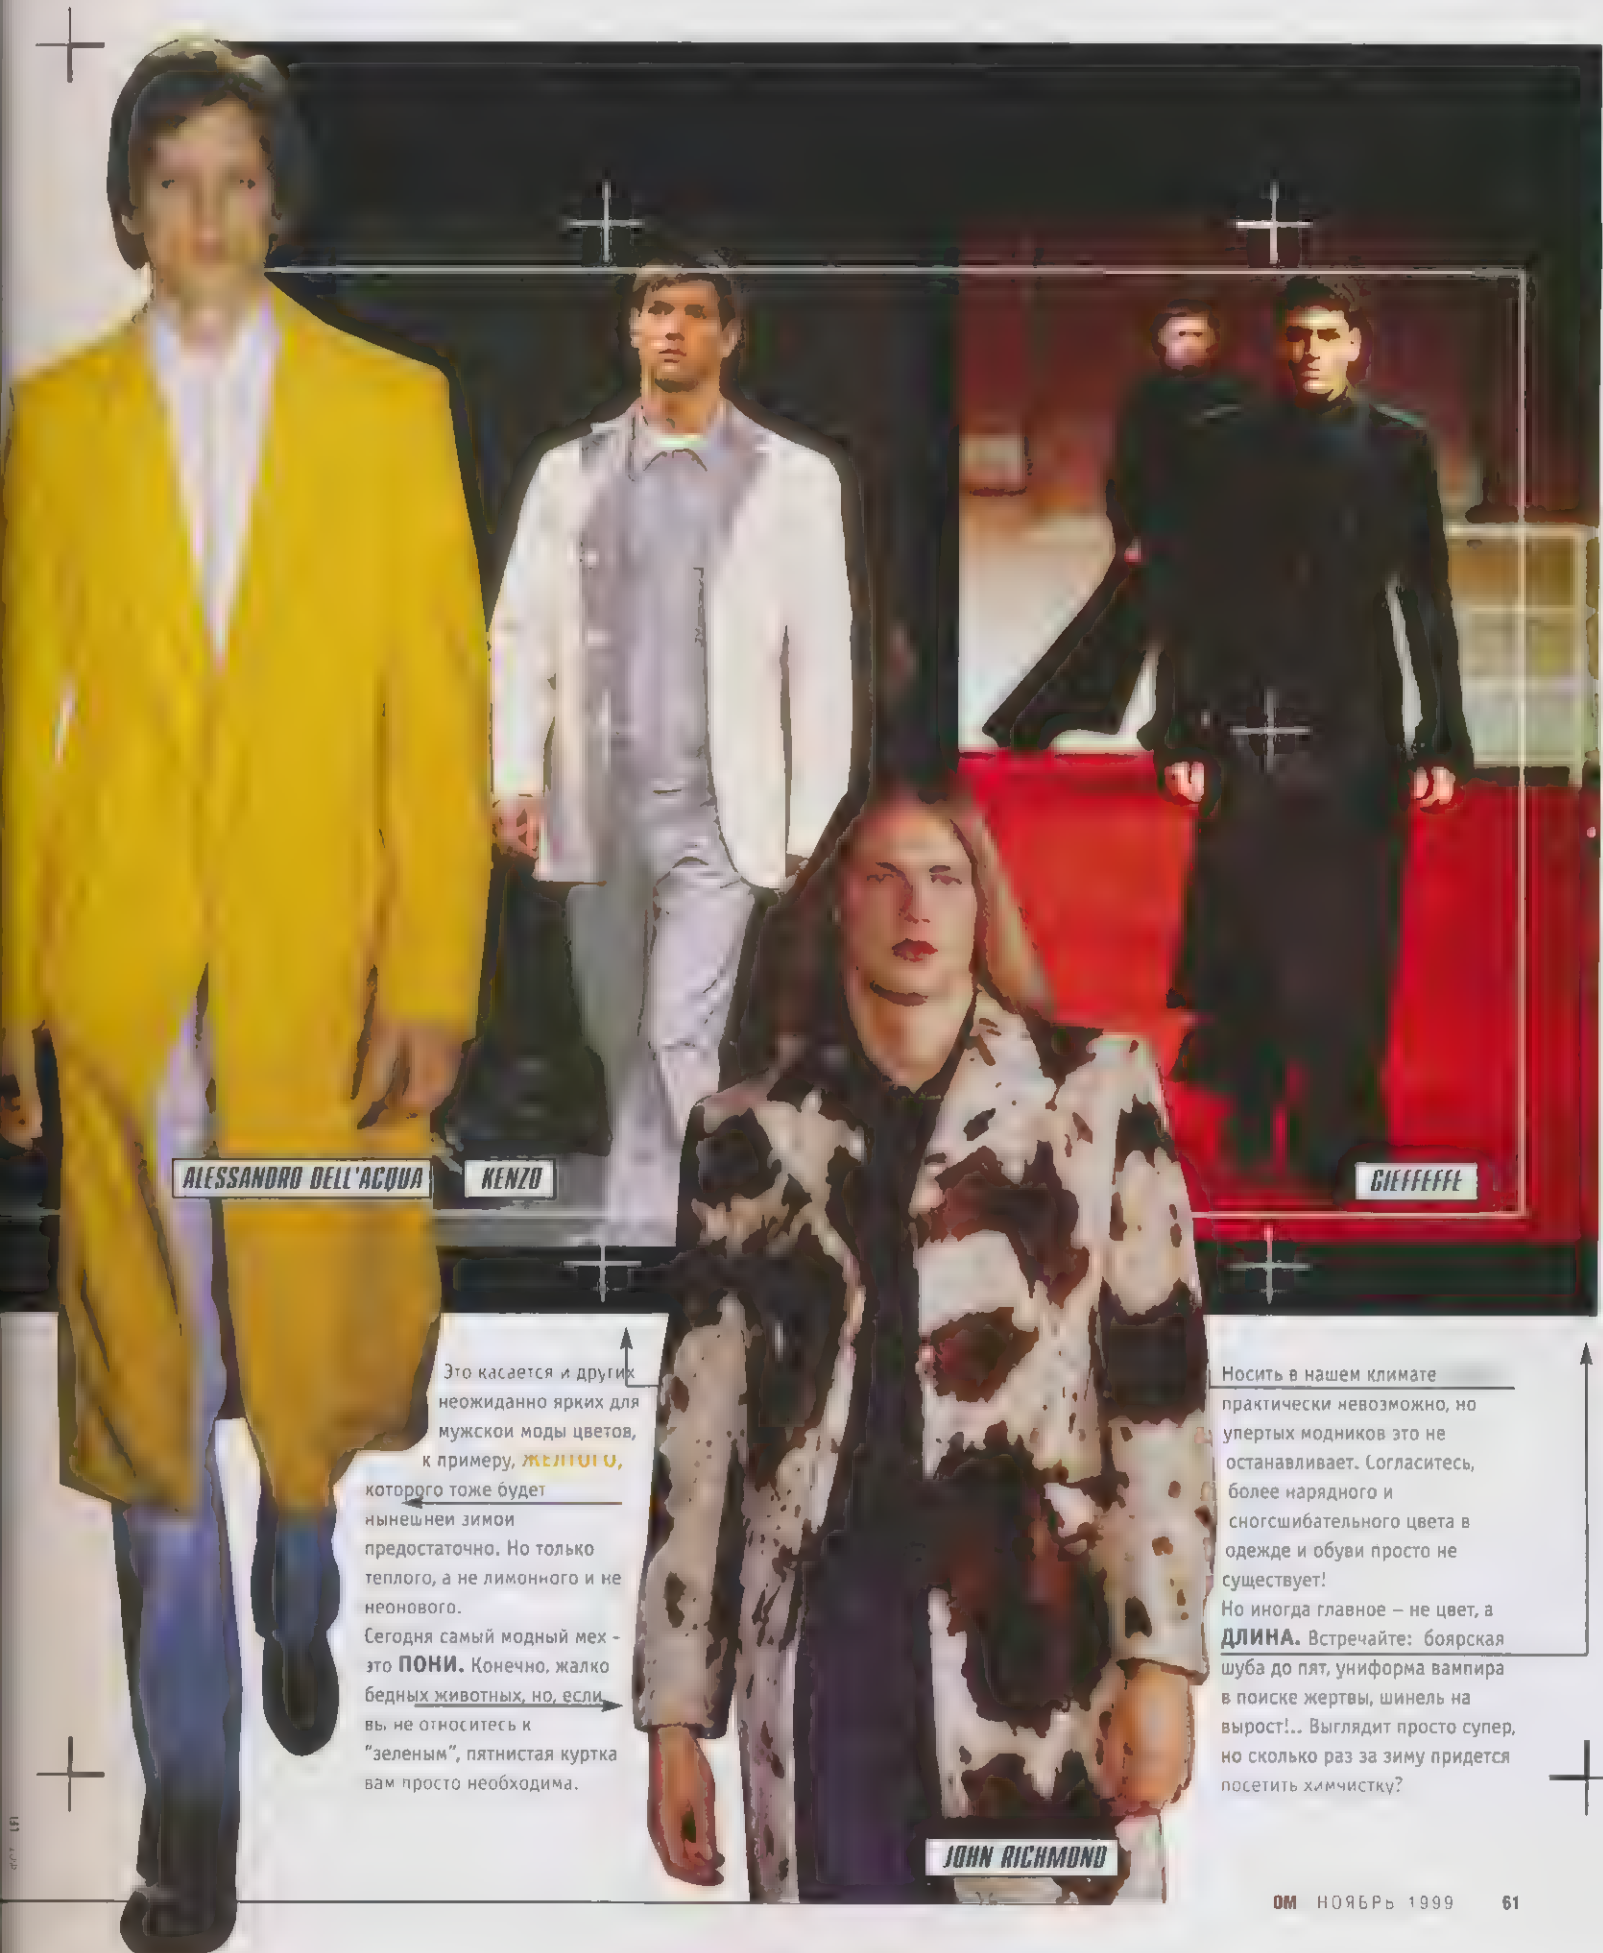 ALESSANDRO DELL'ACQUA
KENZO
GIEFFEFFE
Это касается и других
неожиданно ярких для
мужской моды цветов,
к примеру, ЖЕЛТОГО,
которого тоже будет
нынешней зимой
предостаточно. Но только
теплого, а не лимонного и не
неонового.
Сегодня самый модный мех -
это ПОНИ. Конечно, жалко
бедных животных, но, если
вы не относитесь к
"зеленым", пятнистая куртка
вам просто необходима.
Носить в нашем климате
практически невозможно, но
упертых модников это не
останавливает. Согласитесь,
более нарядного и
сногсшибательного цвета в
одежде и обуви просто не
существует!
Но иногда главное – не цвет, а
ДЛИНА. Встречайте: боярская
шуба до пят, униформа вампира
в поиске жертвы, шинель на
вырост!.. Выглядит просто супер,
но сколько раз за зиму придется
посетить химчистку?
JOHN RICHMOND
ОМ НОЯБРЬ 1999 61